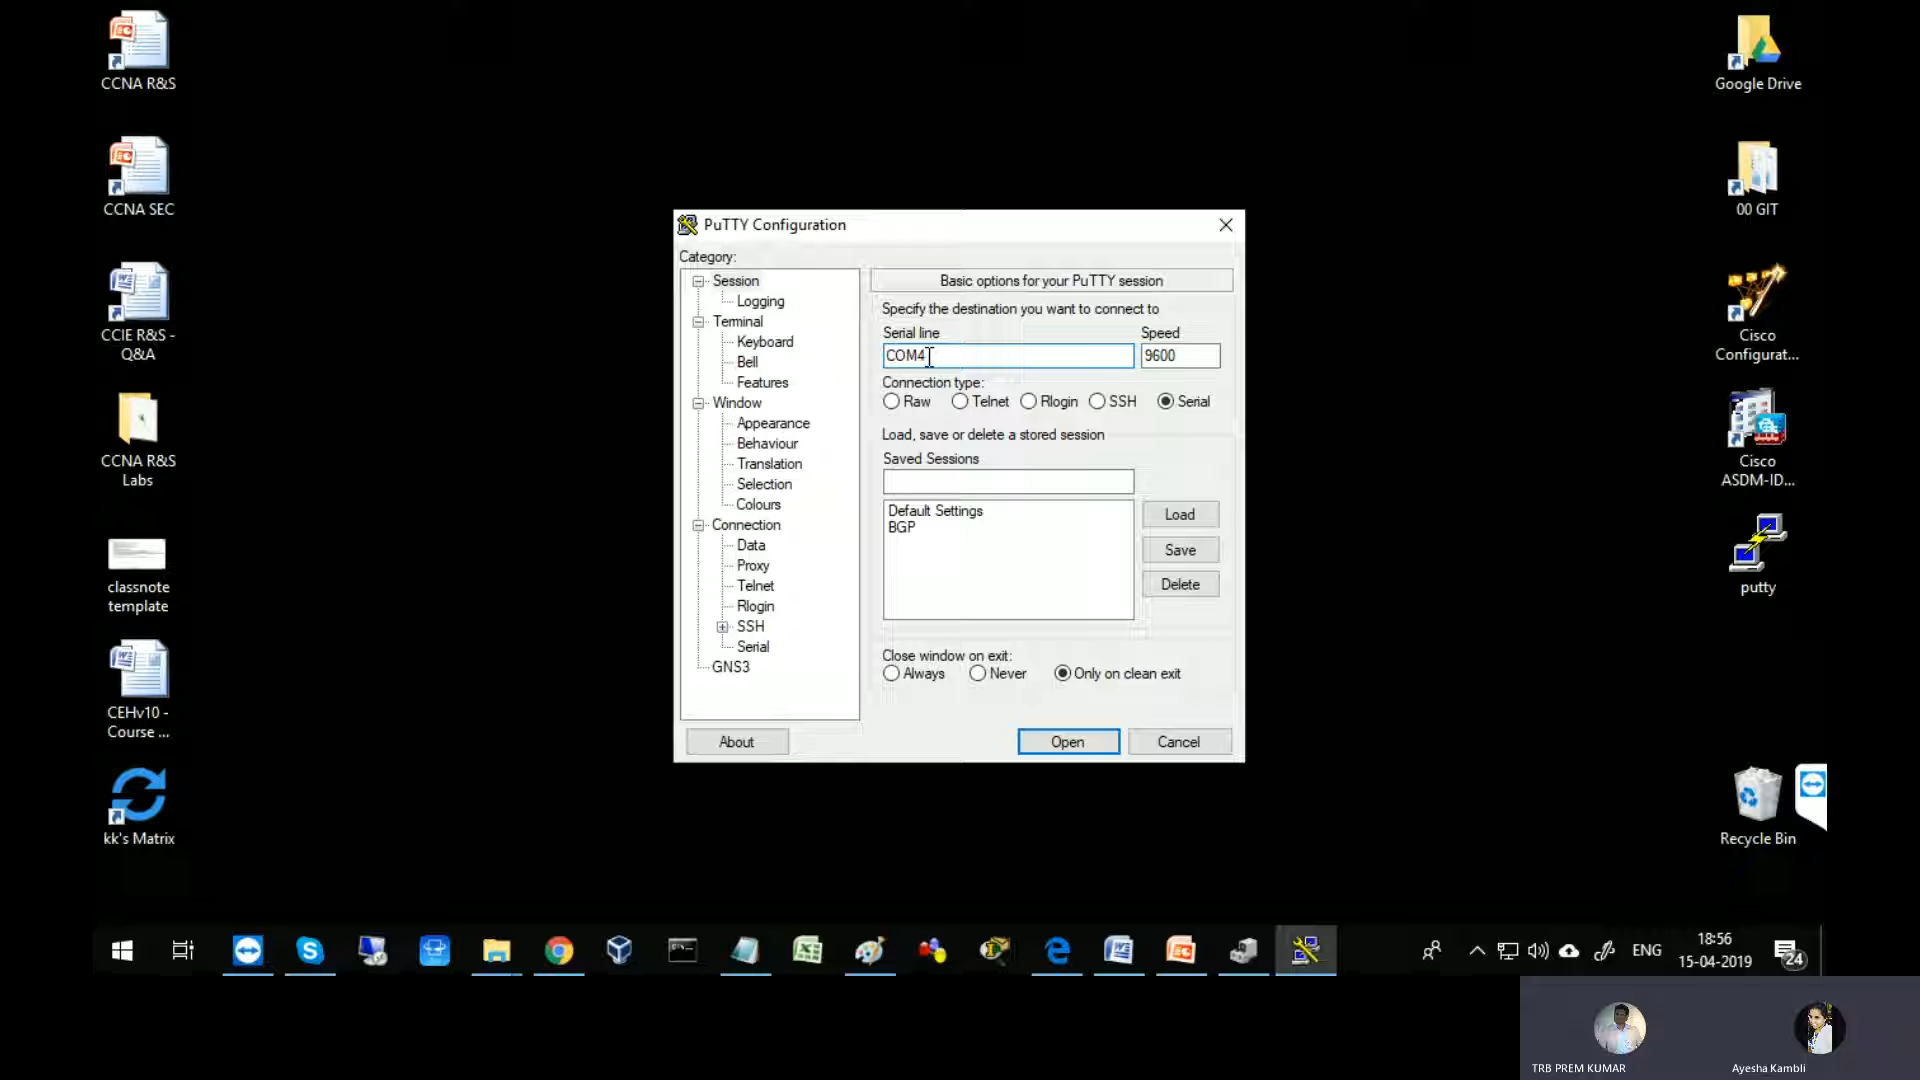 CCNA R&S
CCNA SEC
CCIE R&S -
Q&A
CCNA R&S
Labs
classnote
template
CEHv10 -
Course ...
kk's Matrix
PuTTY Configuration
Category:
Session
Logging
Terminal
Keyboard
Bell
Features
Window
Appearance
Behaviour
Translation
Selection
Colours
Connection
Data
Proxy
Telnet
Rlogin
SSH
Serial
GNS3
Basic options for your PuTTY session
Specify the destination you want to connect to
Serial line Speed
COM4 9600
Connection type:
Raw Telnet Rlogin SSH Serial
Load, save or delete a stored session
Saved Sessions
Default Settings
BGP
Load
Save
Delete
Close window on exit:
Always Never Only on clean exit
About Open Cancel
Google Drive
00 GIT
Cisco
Configurat...
Cisco
ASDM-ID...
putty
Recycle Bin
ENG
18:56
15-04-2019
24
TRB PREM KUMAR
Ayesha Kambli